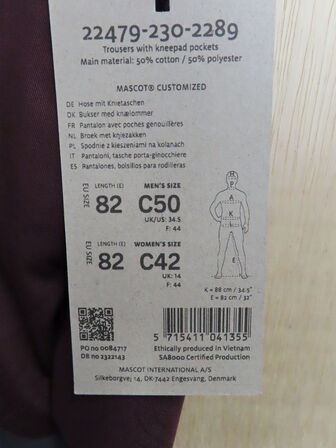 22479-230-2289
Trousers with kneepad pockets
Main material: 50% cotton / 50% polyester
MASCOT® CUSTOMIZED
DE Hose mit Knietaschen
DK Bukser med knælommer
FR Pantalon avec poches genouillères
NL Broek met kniezakken
PL Spodnie z kieszeniami na kolanach
IT Pantaloni, tasche porta-ginocchiere
ES Pantalones, bolsillos para rodilleras
EU SIZE
LENGTH (E)
82
MEN'S SIZE
C50
UK/US: 34.5
F: 44
EU SIZE
LENGTH (E)
82
WOMEN'S SIZE
C42
UK: 14
F: 44
H
P
A
K
L
E
K = 88 cm / 34.5"
E = 82 cm / 32"
5 715411 041355
PO no 0084717
DB no 2322143
Ethically produced in Vietnam
SA8000 Certified Production
MASCOT INTERNATIONAL A/S
Silkeborgvej 14, DK-7442 Engesvang, Denmark